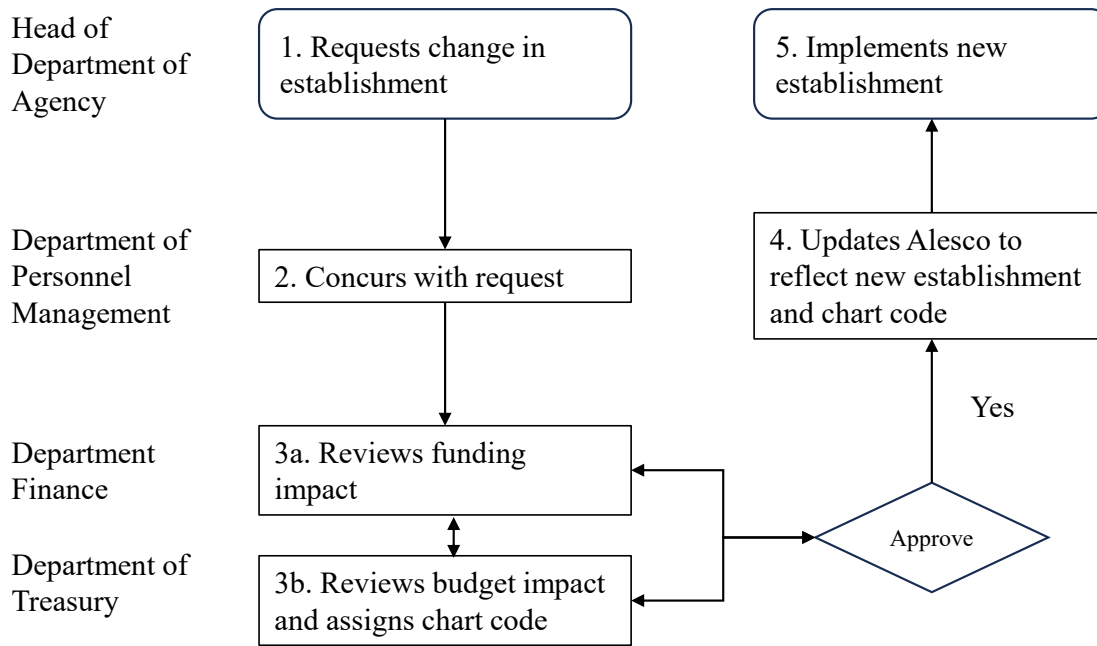 Head of
Department of
Agency
1. Requests change in
establishment
5. Implements new
establishment
Department of
Personnel
Management
2. Concurs with request
4. Updates Alesco to
reflect new establishment
and chart code
Yes
Department
Finance
3a. Reviews funding
impact
Approve
Department of
Treasury
3b. Reviews budget impact
and assigns chart code